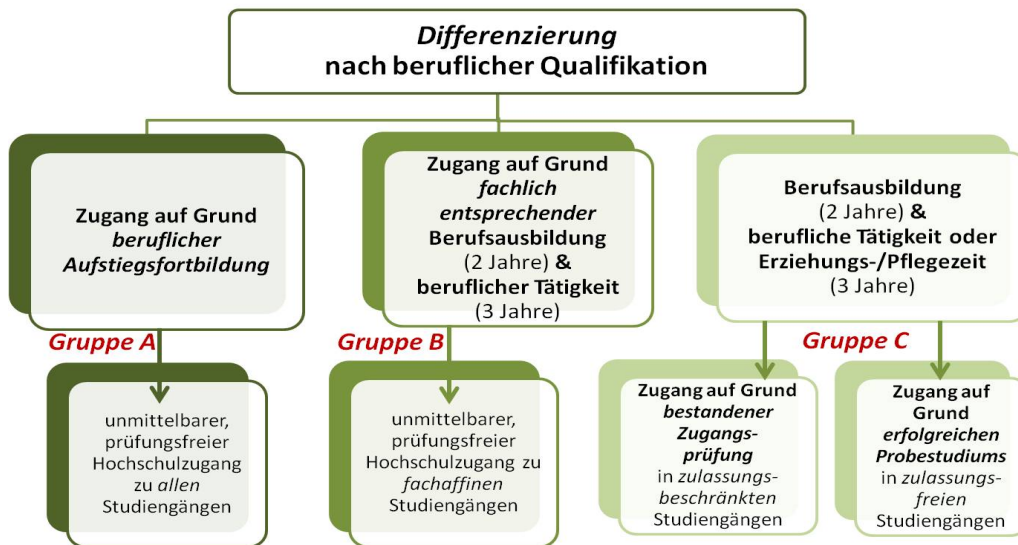 Differenzierung
nach beruflicher Qualifikation
Zugang auf Grund
beruflicher
Aufstiegsfortbildung
Zugang auf Grund
fachlich
entsprechender
Berufsausbildung
(2 Jahre) &
beruflicher Tätigkeit
(3 Jahre)
Berufsausbildung
(2 Jahre) &
berufliche Tätigkeit oder
Erziehungs-/Pflegezeit
(3 Jahre)
Gruppe A
Gruppe B
Gruppe C
unmittelbarer,
prüfungsfreier
Hochschulzugang
zu allen
Studiengängen
unmittelbarer,
prüfungsfreier
Hochschulzugang zu
fachaffinen
Studiengängen
Zugang auf Grund
bestandener
Zugangs-
prüfung
in zulassungs-
beschränkten
Studiengängen
Zugang auf
Grund
erfolgreichen
Probestudiums
in zulassungs-
freien
Studiengängen